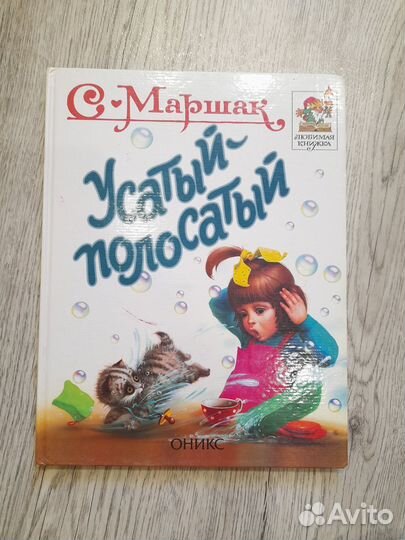 С. Маршак
ЛЮБИМАЯ
КНИЖКА
Усатый-
полосатый
ОНИКС
Avito